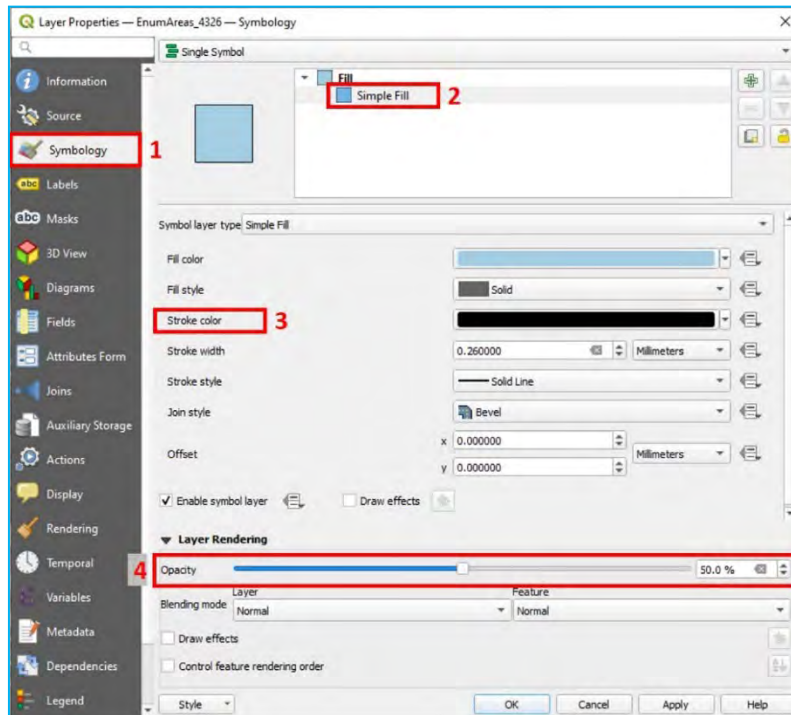 Layer Properties — EnumAreas_4326 — Symbology
Single Symbol
Information
Source
Symbology
1
abc Labels
abc Masks
3D View
Diagrams
Fields
Attributes Form
Joins
Auxiliary Storage
Actions
Display
Rendering
Temporal
Variables
Metadata
Dependencies
Legend
Fill
Simple Fill
2
Symbol layer type Simple Fill
Fill color
Fill style Solid
Stroke color
3
Stroke width 0.260000 Millimeters
Stroke style Solid Line
Join style Bevel
Offset x 0.000000 Millimeters
y 0.000000
Enable symbol layer Draw effects
Layer Rendering
4
Opacity 50.0 %
Layer Feature
Blending mode Normal Normal
Draw effects
Control feature rendering order
Style OK Cancel Apply Help